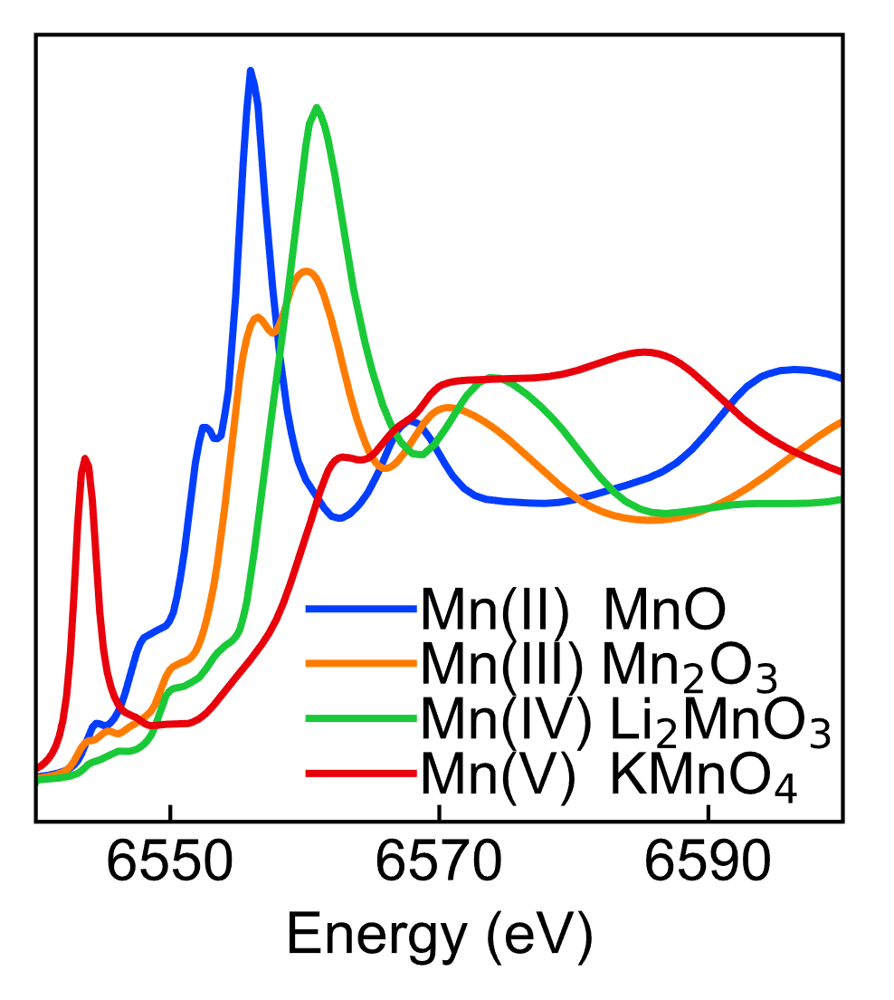 Mn(II) MnO
Mn(III) Mn₂O₃
Mn(IV) Li₂MnO₃
Mn(V) KMnO₄
6550 6570 6590
Energy (eV)